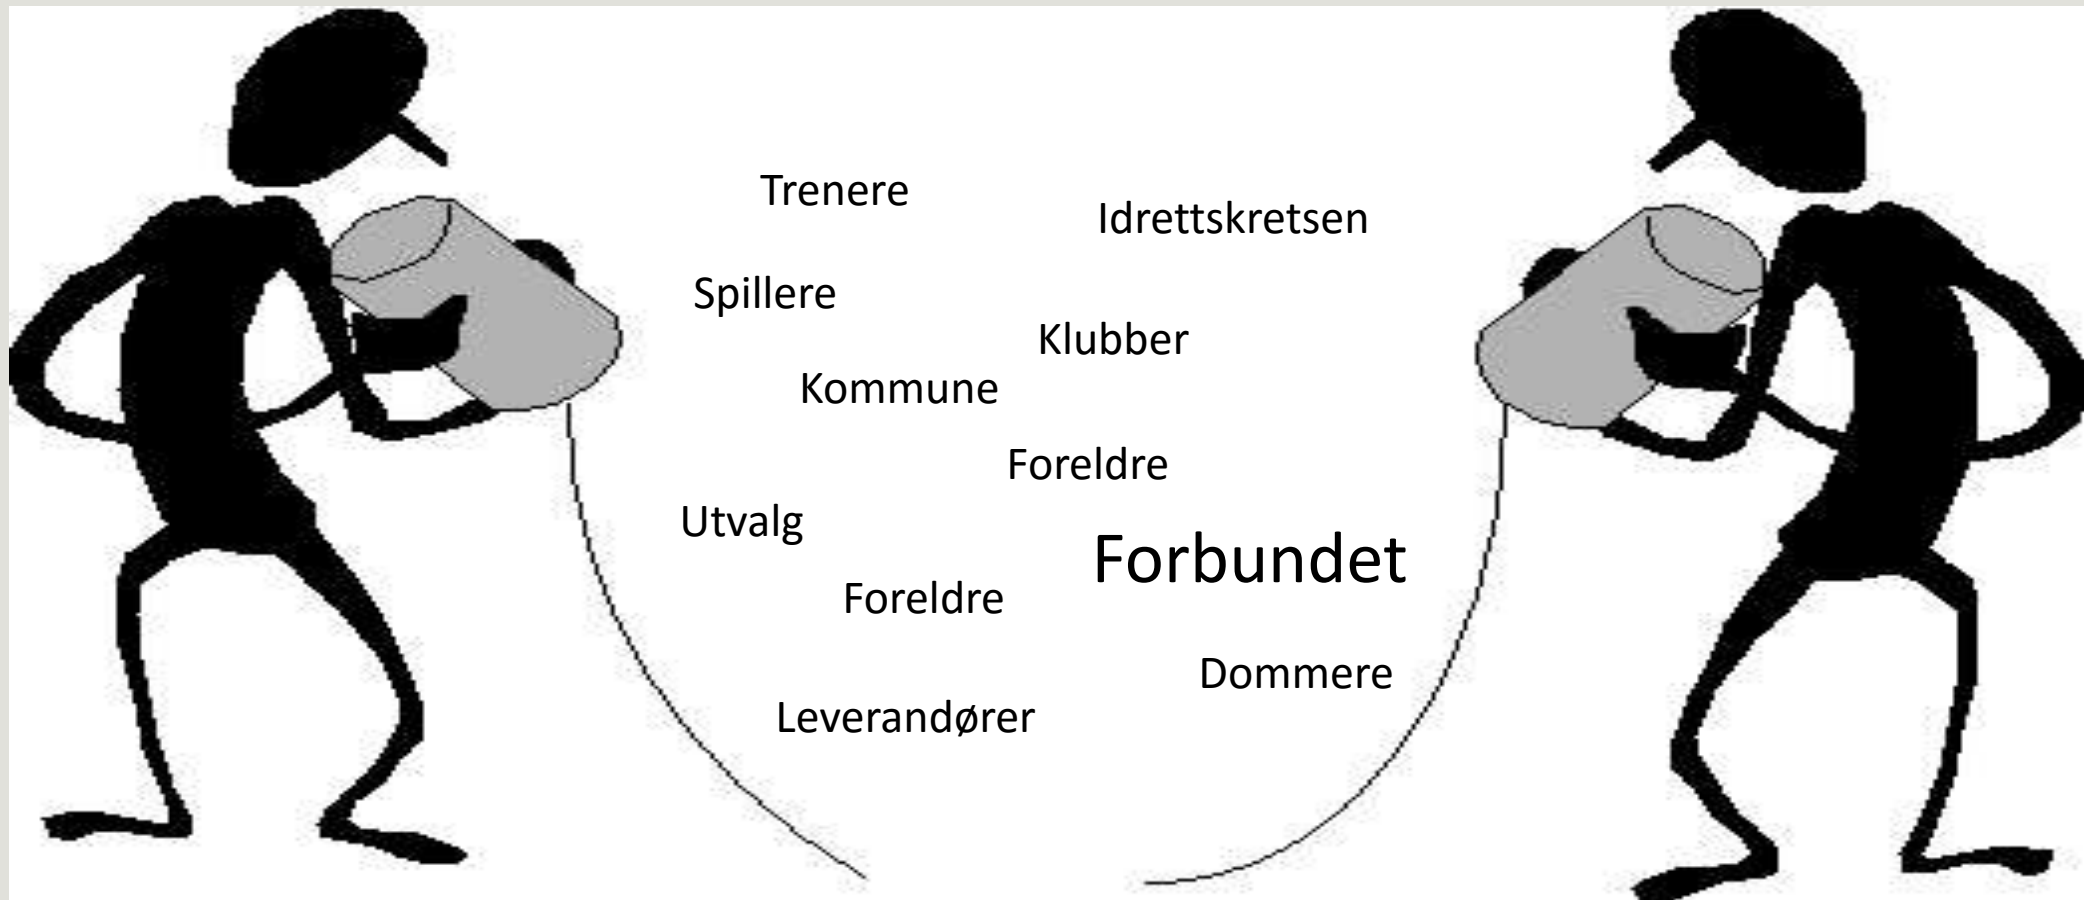 Trenere
Idrettskretsen
Spillere
Klubber
Kommune
Foreldre
Utvalg
Forbundet
Foreldre
Dommere
Leverandører